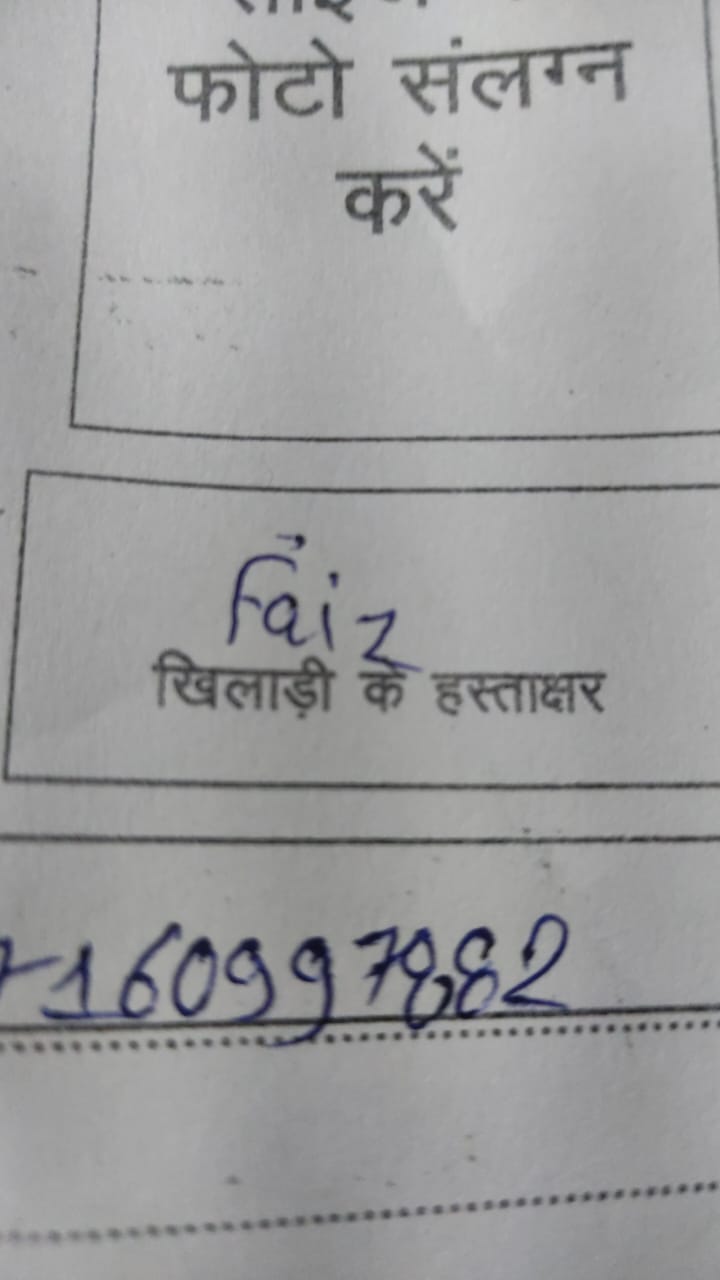 फोटो संलग्न
करें
Faiz
खिलाड़ी के हस्ताक्षर
160997882